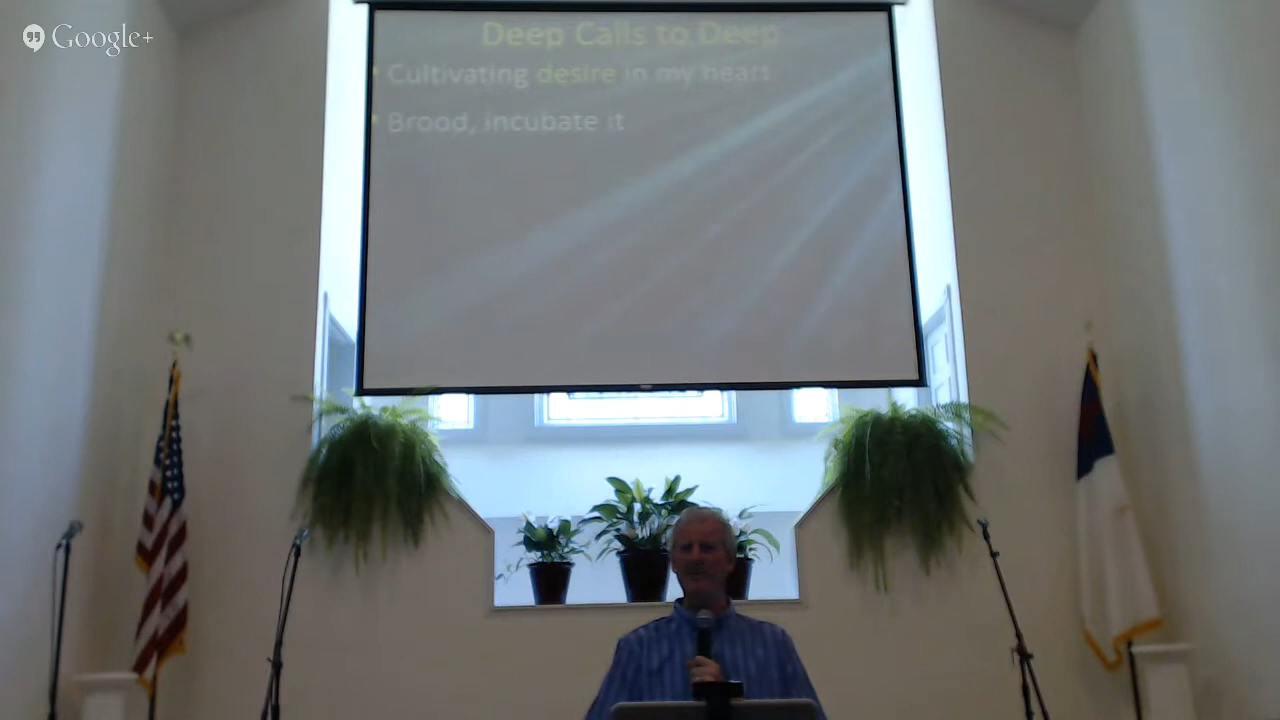 Google+
Deep Calls to Deep
Cultivating desire in my heart
Brood, incubate it